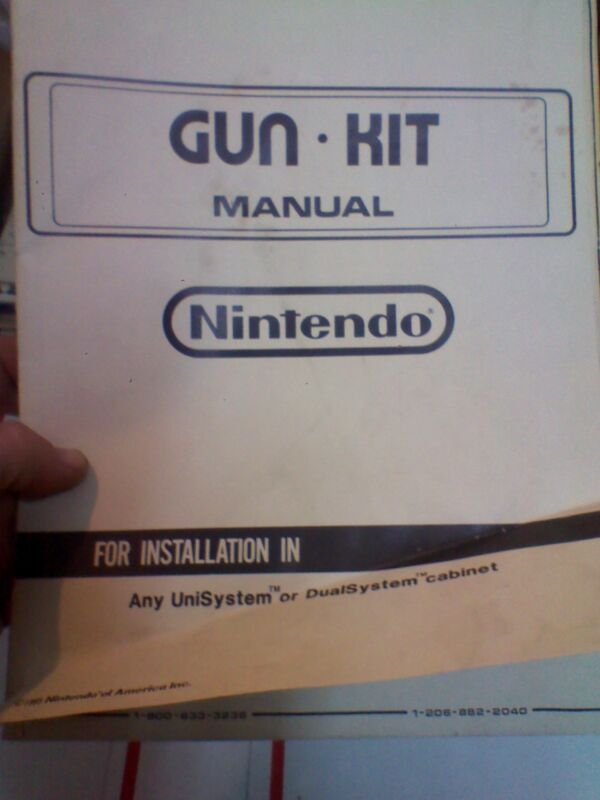 GUN · KIT
MANUAL
Nintendo®
FOR INSTALLATION IN
Any UniSystem™ or DualSystem™ cabinet
Nintendo of America Inc.
1-800-633-3236 1-206-882-2040